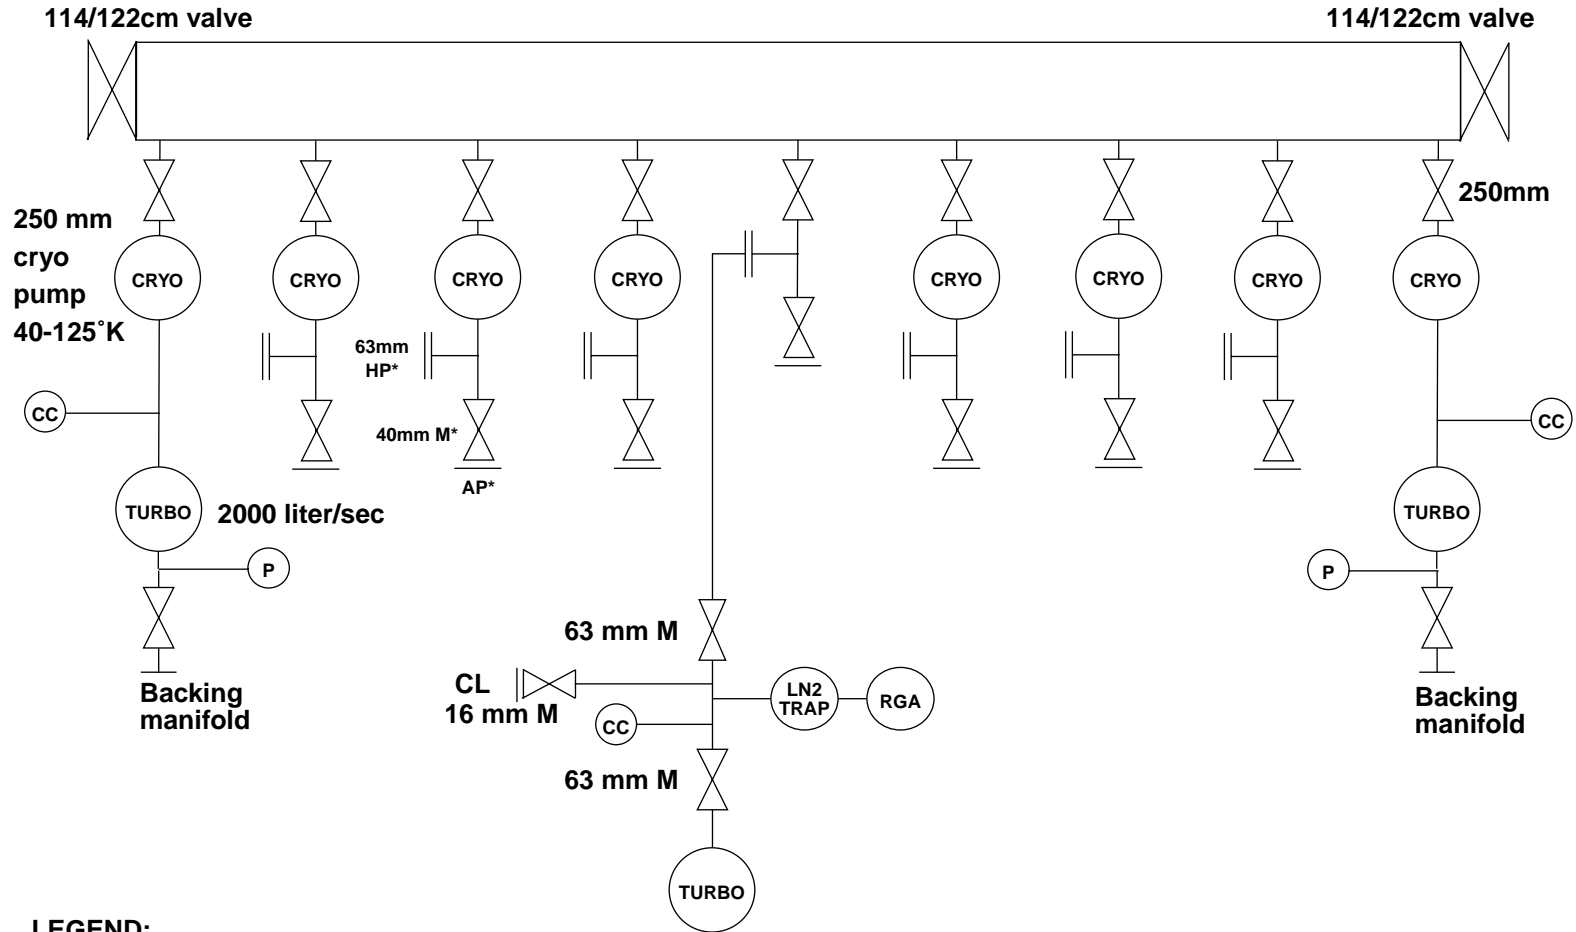 114/122cm valve
114/122cm valve
250 mm
cryo
pump
40-125˚K
250mm
CRYO
CRYO
CRYO
CRYO
CRYO
CRYO
CRYO
CRYO
63mm
HP*
CC
40mm M*
CC
AP*
TURBO
2000 liter/sec
TURBO
P
P
63 mm M
Backing
manifold
CL
16 mm M
LN2
TRAP
RGA
CC
Backing
manifold
63 mm M
TURBO
LEGEND: